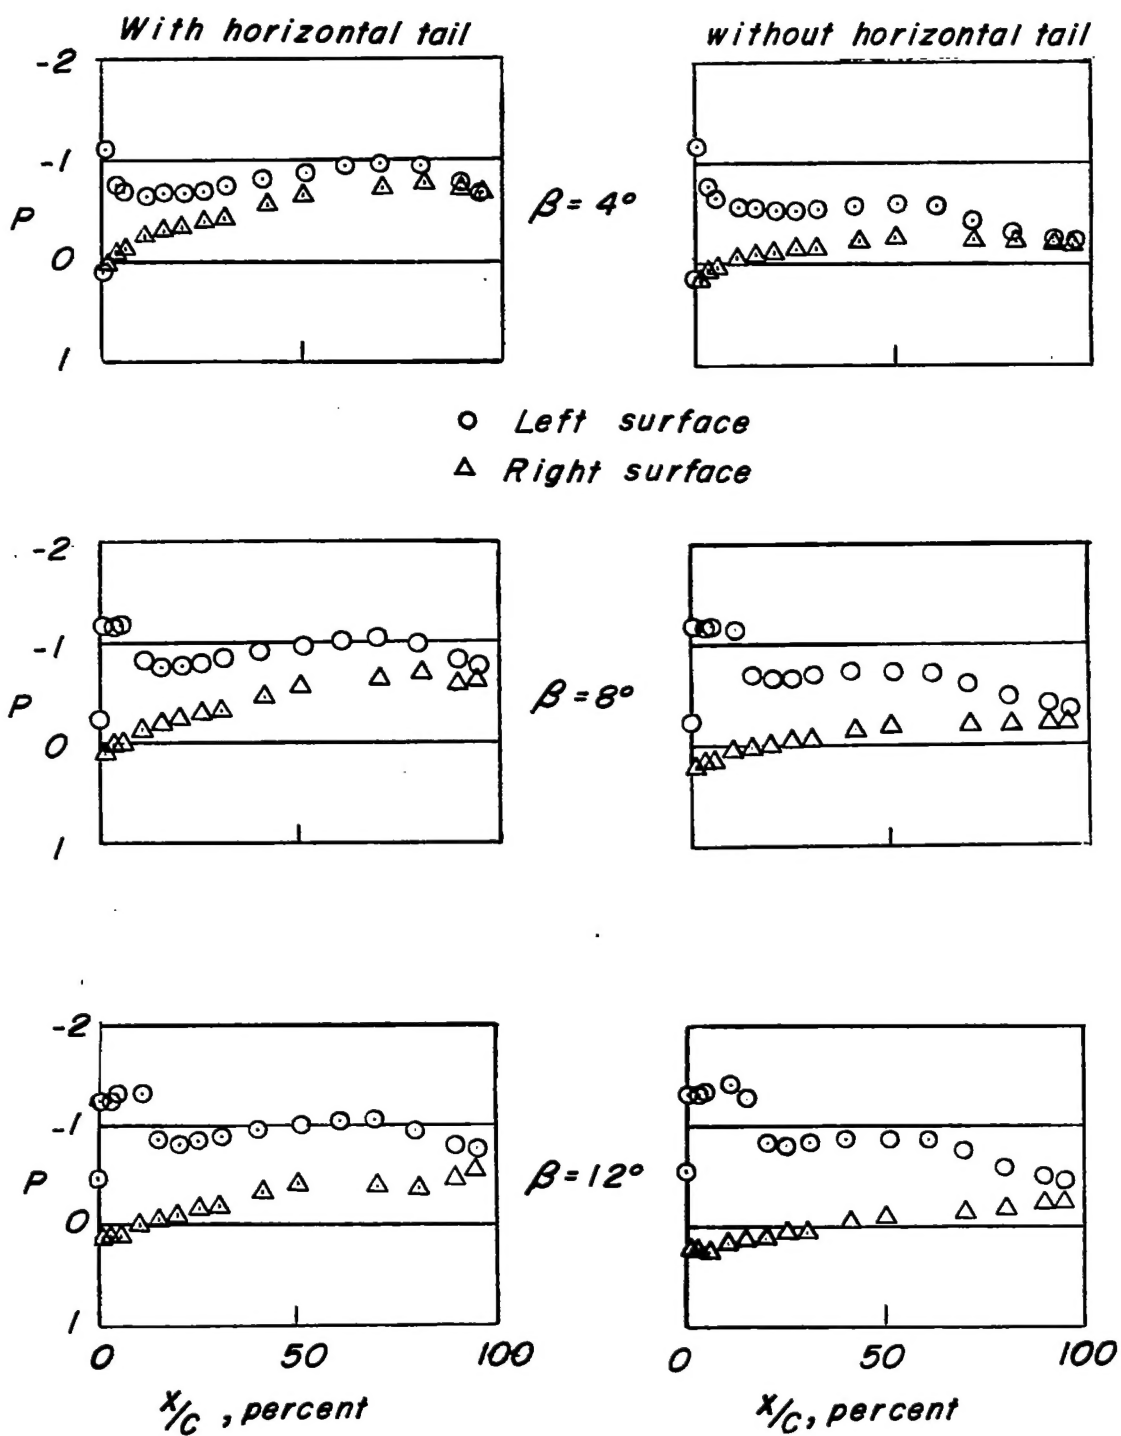 With horizontal tail
without horizontal tail
-2
-1
P
0
1
β = 4°
Left surface
Right surface
-2
-1
P
0
1
β = 8°
-2
-1
P
0
1
β = 12°
0 50 100
0 50 100
x/c, percent
x/c, percent